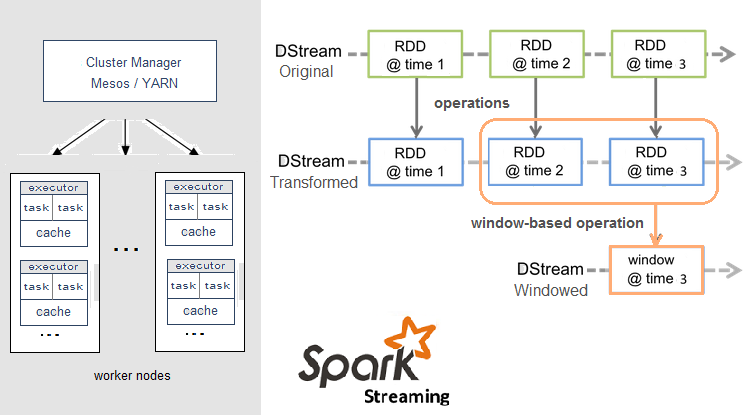 Cluster Manager
Mesos / YARN
executor
task task
cache
executor
task task
cache
...
...
executor
task task
cache
executor
task task
cache
...
worker nodes
DStream
Original
RDD
@ time 1
RDD
@ time 2
RDD
@ time 3
operations
DStream
Transformed
RDD
@ time 1
RDD
@ time 2
RDD
@ time 3
window-based operation
DStream
Windowed
window
@ time 3
Spark
Streaming